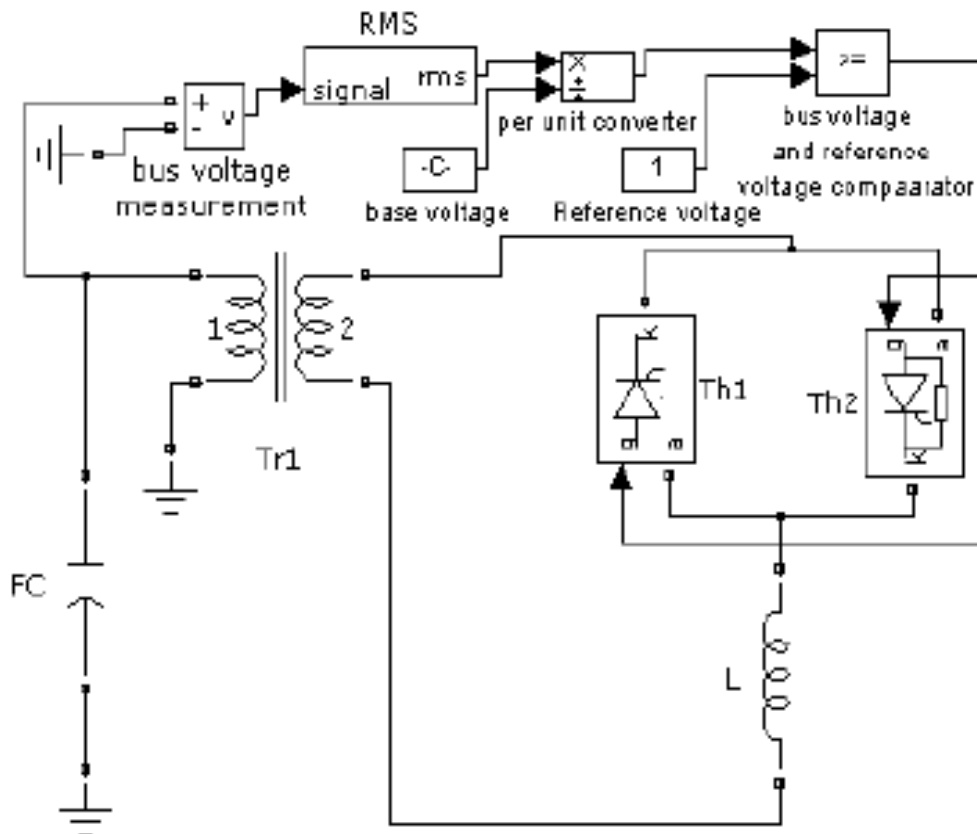 RMS
signal
rms
×
÷
>=
+
-
v
bus voltage
measurement
per unit converter
bus voltage
and reference
voltage compaarator
-C-
base voltage
1
Reference voltage
1
2
Tr1
Th1
g
a
k
Th2
g
a
k
FC
L